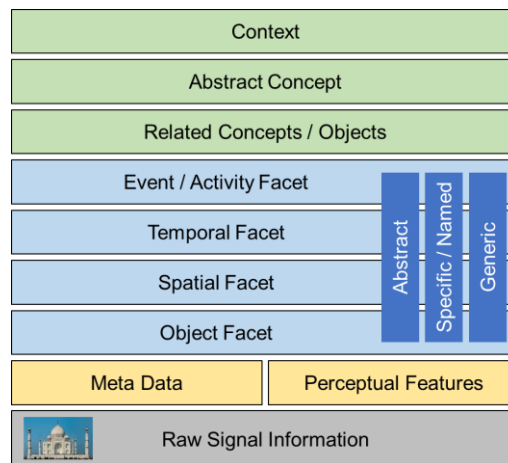 Context
Abstract Concept
Related Concepts / Objects
Event / Activity Facet
Temporal Facet
Spatial Facet
Object Facet
Abstract
Specific / Named
Generic
Meta Data
Perceptual Features
Raw Signal Information